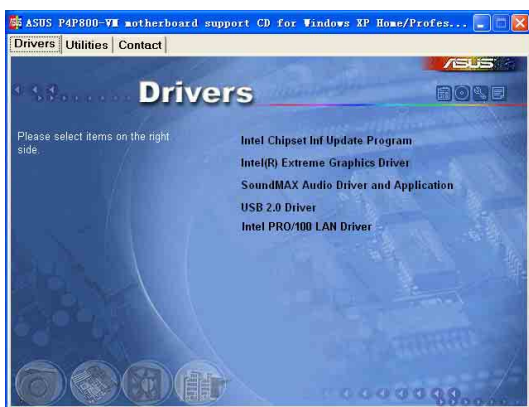 ASUS P4P800-VM motherboard support CD for Windows XP Home/Profes...
Drivers Utilities Contact
ASUS
Drivers
Please select items on the right
side.
Intel Chipset Inf Update Program
Intel(R) Extreme Graphics Driver
SoundMAX Audio Driver and Application
USB 2.0 Driver
Intel PRO/100 LAN Driver